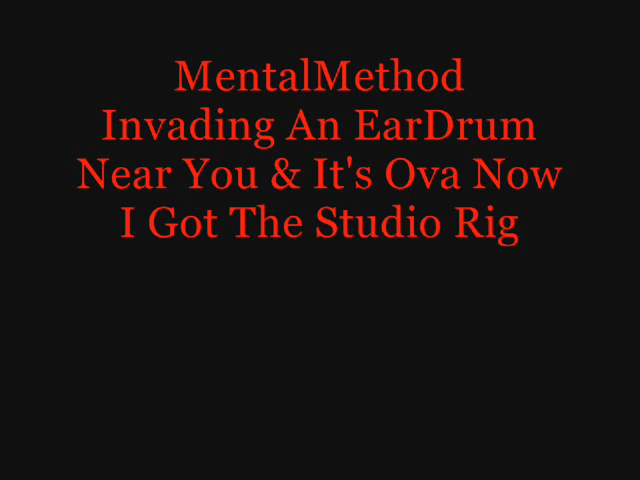 MentalMethod
Invading An EarDrum
Near You & It's Ova Now
I Got The Studio Rig